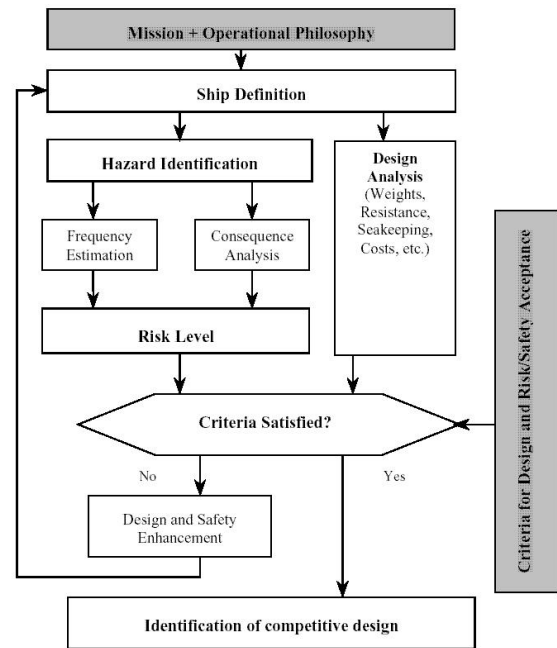 Mission + Operational Philosophy
Ship Definition
Hazard Identification
Design
Analysis
(Weights,
Resistance,
Seakeeping,
Costs, etc.)
Frequency
Estimation
Consequence
Analysis
Risk Level
Criteria for Design and Risk/Safety Acceptance
Criteria Satisfied?
No
Yes
Design and Safety
Enhancement
Identification of competitive design